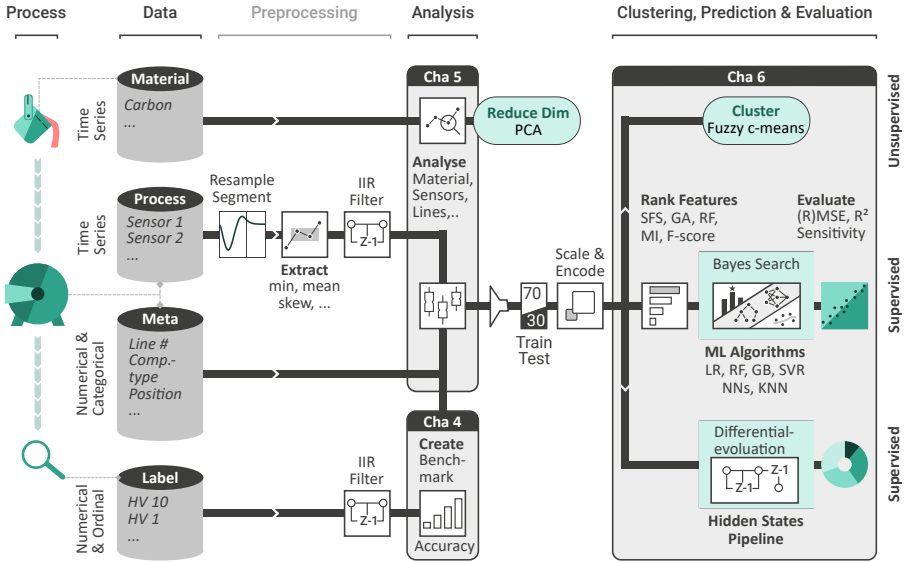 Process
Data
Preprocessing
Analysis
Clustering, Prediction & Evaluation
Time
Series
Material
Carbon
...
Cha 5
Reduce Dim
PCA
Analyse
Material,
Sensors,
Lines,..
Cha 6
Cluster
Fuzzy c-means
Unsupervised
Time
Series
Process
Sensor 1
Sensor 2
...
Resample
Segment
Extract
min, mean
skew, ...
IIR
Filter
Z-1
Rank Features
SFS, GA, RF,
MI, F-score
Evaluate
(R)MSE, R²
Sensitivity
Scale &
Encode
70
30
Train
Test
Bayes Search
ML Algorithms
LR, RF, GB, SVR
NNs, KNN
Supervised
Numerical &
Categorical
Meta
Line #
Comp.-
type
Position
...
Cha 4
Create
Bench-
mark
Accuracy
Differential-
evoluation
Z-1
Z-1
Hidden States
Pipeline
Supervised
Numerical
& Ordinal
Label
HV 10
HV 1
...
IIR
Filter
Z-1